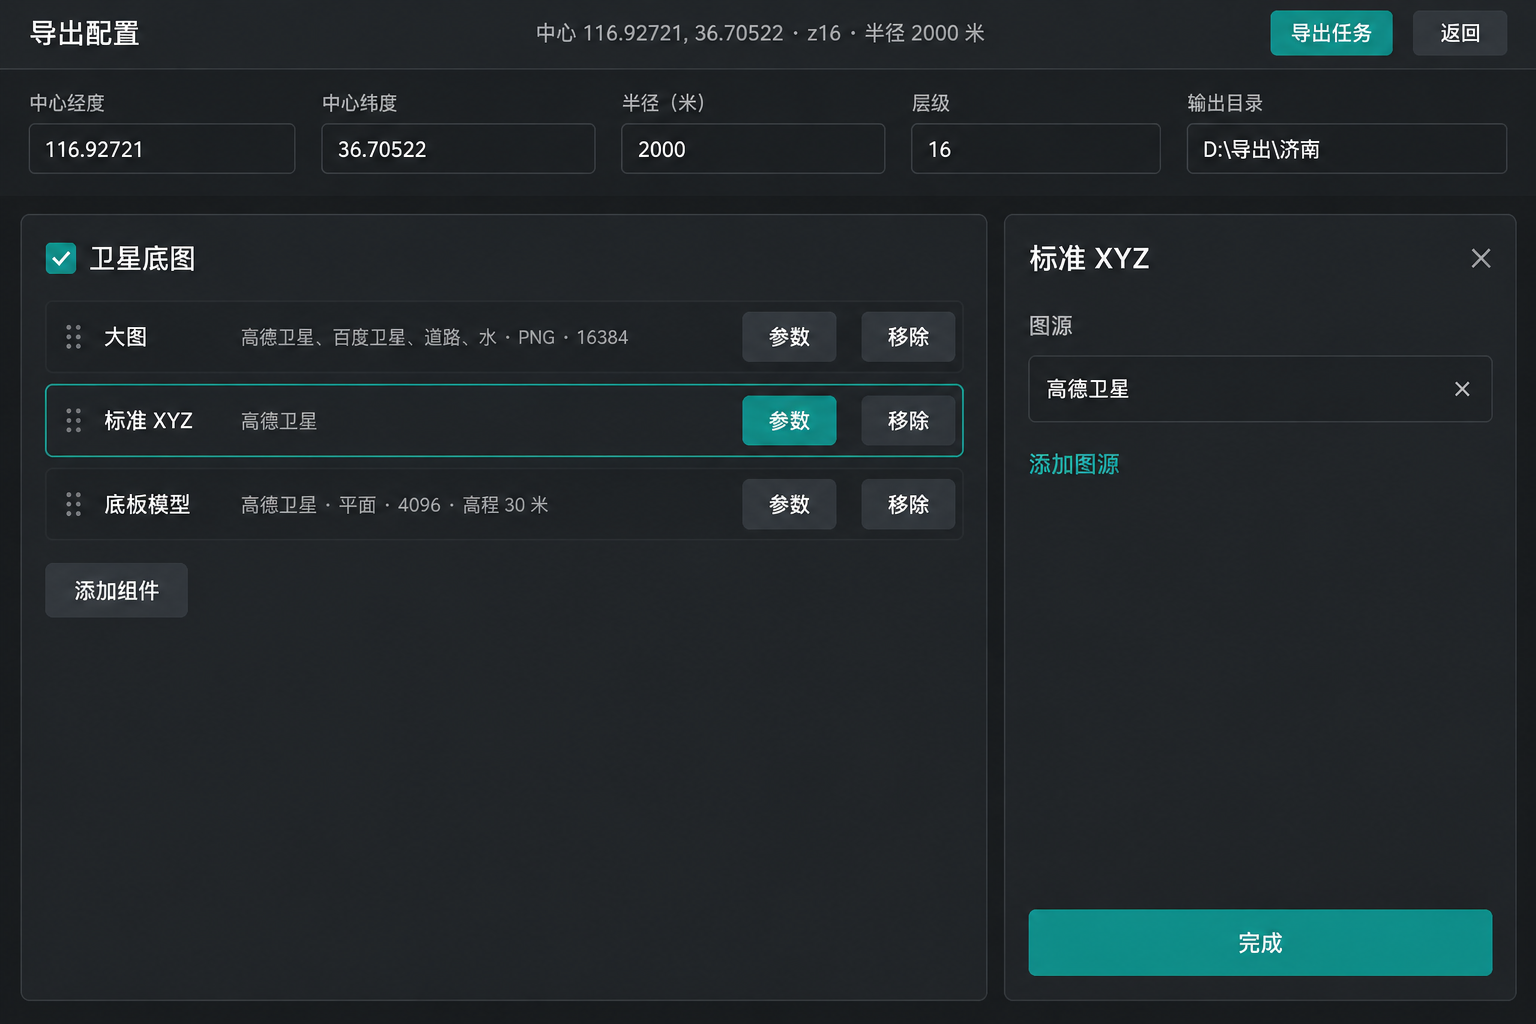 导出配置
中心 116.92721, 36.70522 · z16 · 半径 2000 米
导出任务
返回
中心经度
中心纬度
半径（米）
层级
输出目录
116.92721
36.70522
2000
16
D:\导出\济南
卫星底图
大图
高德卫星、百度卫星、道路、水 · PNG · 16384
参数
移除
标准 XYZ
高德卫星
参数
移除
底板模型
高德卫星 · 平面 · 4096 · 高程 30 米
参数
移除
添加组件
标准 XYZ
图源
高德卫星
添加图源
完成